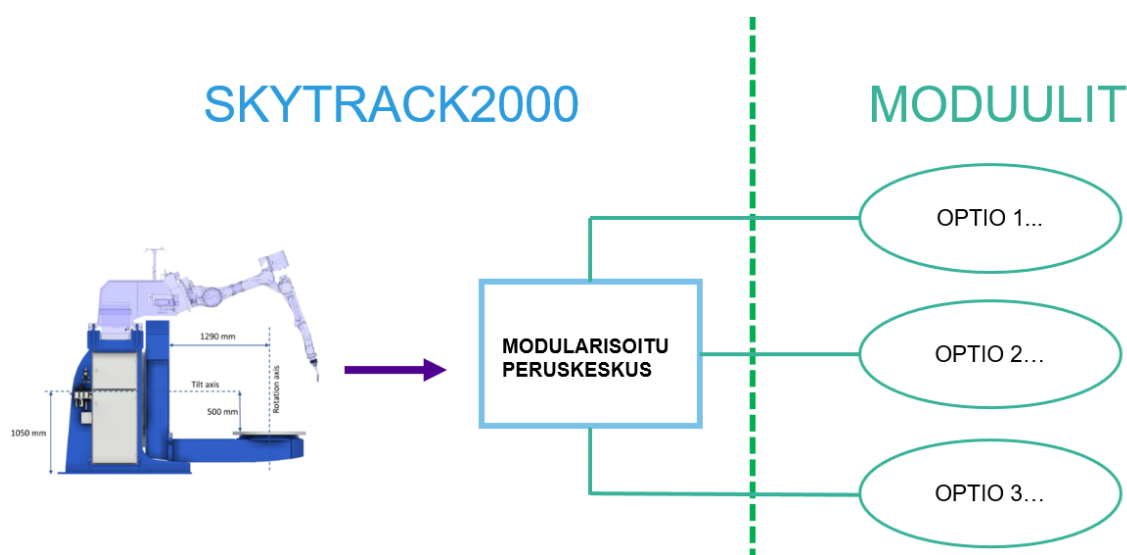 SKYTRACK2000
MODUULIT
OPTIO 1...
1290 mm
Rotation axis
MODULARISOITU
PERUSKESKUS
OPTIO 2...
Tilt axis
500 mm
1050 mm
OPTIO 3...